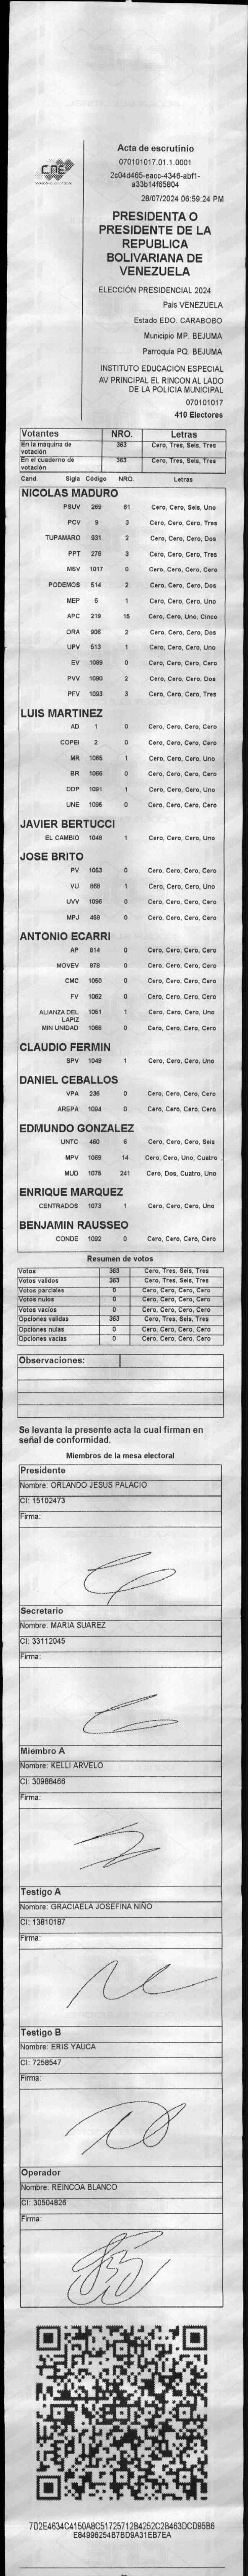 CNE
Acta de escrutinio
070101017.01.1.0001
2c04d465-eacc-4346-abf1-
a33b14f65804
28/07/2024 06:59:24 PM
PRESIDENTA O
PRESIDENTE DE LA
REPUBLICA
BOLIVARIANA DE
VENEZUELA
ELECCIÓN PRESIDENCIAL 2024
País VENEZUELA
Estado EDO. CARABOBO
Municipio MP. BEJUMA
Parroquia PQ. BEJUMA
INSTITUTO EDUCACION ESPECIAL
AV PRINCIPAL EL RINCON AL LADO
DE LA POLICIA MUNICIPAL
070101017
410 Electores
Votantes NRO. Letras
En la máquina de votación 363 Cero, Tres, Seis, Tres
En el cuaderno de votación 363 Cero, Tres, Seis, Tres
Cand. Sigla Código NRO. Letras
NICOLAS MADURO
PSUV 269 61 Cero, Cero, Seis, Uno
PCV 9 3 Cero, Cero, Cero, Tres
TUPAMARO 931 2 Cero, Cero, Cero, Dos
PPT 276 3 Cero, Cero, Cero, Tres
MSV 1017 0 Cero, Cero, Cero, Cero
PODEMOS 514 2 Cero, Cero, Cero, Dos
MEP 6 1 Cero, Cero, Cero, Uno
APC 219 15 Cero, Cero, Uno, Cinco
ORA 906 2 Cero, Cero, Cero, Dos
UPV 513 1 Cero, Cero, Cero, Uno
EV 1089 0 Cero, Cero, Cero, Cero
PVV 1090 2 Cero, Cero, Cero, Dos
PFV 1093 3 Cero, Cero, Cero, Tres
LUIS MARTINEZ
AD 1 0 Cero, Cero, Cero, Cero
COPEI 2 0 Cero, Cero, Cero, Cero
MR 1065 1 Cero, Cero, Cero, Uno
BR 1066 0 Cero, Cero, Cero, Cero
DDP 1091 1 Cero, Cero, Cero, Uno
UNE 1095 0 Cero, Cero, Cero, Cero
JAVIER BERTUCCI
EL CAMBIO 1048 1 Cero, Cero, Cero, Uno
JOSE BRITO
PV 1053 0 Cero, Cero, Cero, Cero
VU 868 1 Cero, Cero, Cero, Uno
UVV 1096 0 Cero, Cero, Cero, Cero
MPJ 459 0 Cero, Cero, Cero, Cero
ANTONIO ECARRI
AP 814 0 Cero, Cero, Cero, Cero
MOVEV 878 0 Cero, Cero, Cero, Cero
CMC 1050 0 Cero, Cero, Cero, Cero
FV 1062 0 Cero, Cero, Cero, Cero
ALIANZA DEL LAPIZ 1051 1 Cero, Cero, Cero, Uno
MIN UNIDAD 1068 0 Cero, Cero, Cero, Cero
CLAUDIO FERMIN
SPV 1049 1 Cero, Cero, Cero, Uno
DANIEL CEBALLOS
VPA 236 0 Cero, Cero, Cero, Cero
AREPA 1094 0 Cero, Cero, Cero, Cero
EDMUNDO GONZALEZ
UNTC 460 6 Cero, Cero, Cero, Seis
MPV 1069 14 Cero, Cero, Uno, Cuatro
MUD 1075 241 Cero, Dos, Cuatro, Uno
ENRIQUE MARQUEZ
CENTRADOS 1073 1 Cero, Cero, Cero, Uno
BENJAMIN RAUSSEO
CONDE 1092 0 Cero, Cero, Cero, Cero
Resumen de votos
Votos 363 Cero, Tres, Seis, Tres
Votos validos 363 Cero, Tres, Seis, Tres
Votos parciales 0 Cero, Cero, Cero, Cero
Votos nulos 0 Cero, Cero, Cero, Cero
Votos vacíos 0 Cero, Cero, Cero, Cero
Opciones validas 363 Cero, Tres, Seis, Tres
Opciones nulas 0 Cero, Cero, Cero, Cero
Opciones vacías 0 Cero, Cero, Cero, Cero
Observaciones:
Se levanta la presente acta la cual firman en
señal de conformidad.
Miembros de la mesa electoral
Presidente
Nombre: ORLANDO JESUS PALACIO
CI: 15102473
Firma:
Secretario
Nombre: MARIA SUAREZ
CI: 33112045
Firma:
Miembro A
Nombre: KELLI ARVELO
CI: 30988466
Firma:
Testigo A
Nombre: GRACIAELA JOSEFINA NIÑO
CI: 13810187
Firma:
Testigo B
Nombre: ERIS YAUCA
CI: 7258547
Firma:
Operador
Nombre: REINCOA BLANCO
CI: 30504826
Firma:
7D2E4634C4150A8C51725712B4252C2B463DCD95B6
E84996254B7BD9A31EB7EA